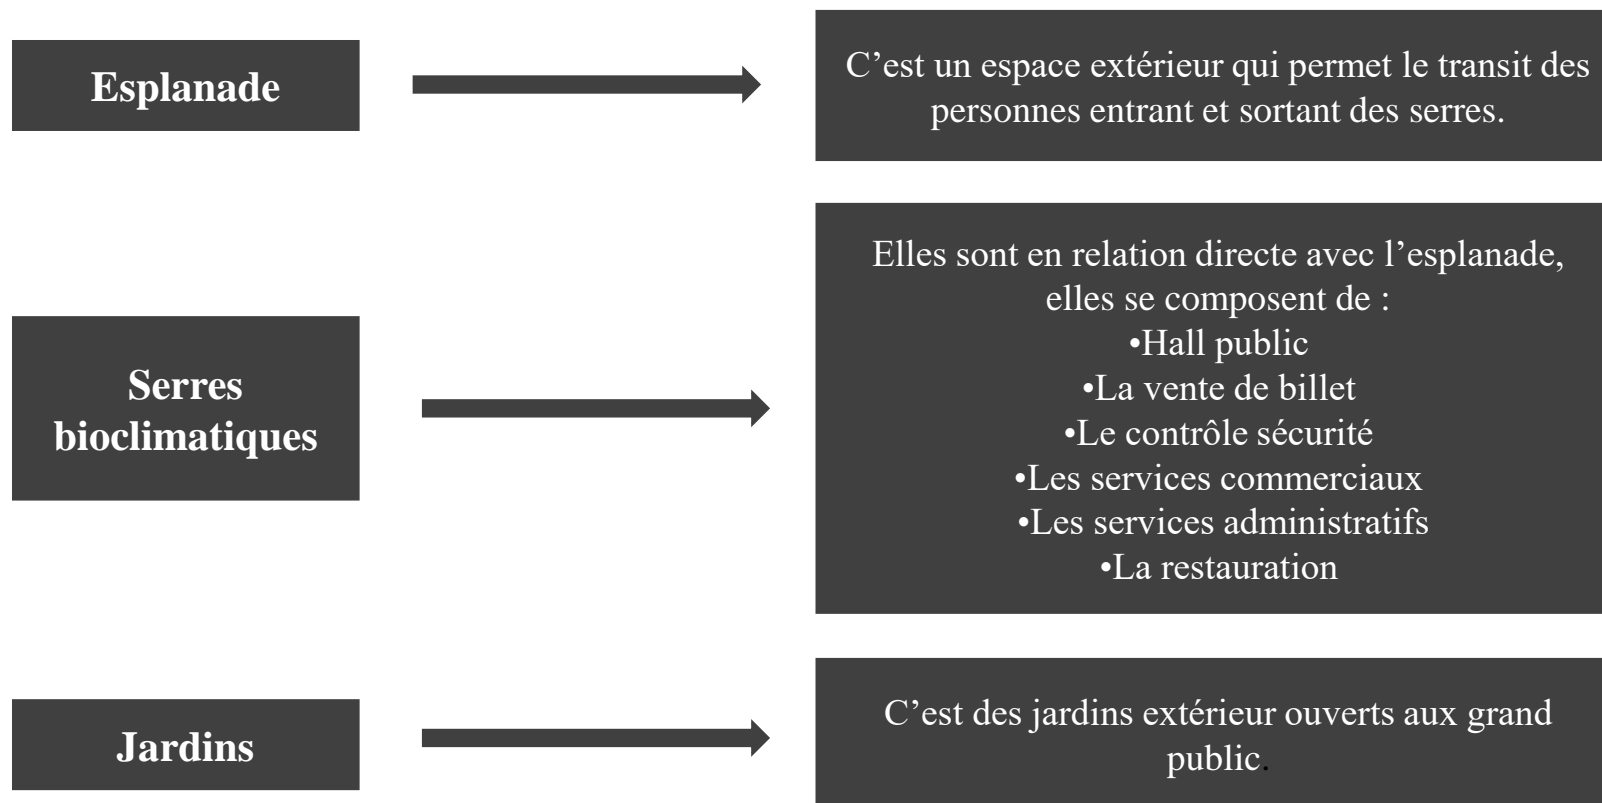 Esplanade
C’est un espace extérieur qui permet le transit des
personnes entrant et sortant des serres.
Serres
bioclimatiques
Elles sont en relation directe avec l’esplanade,
elles se composent de :
•Hall public
•La vente de billet
•Le contrôle sécurité
•Les services commerciaux
•Les services administratifs
•La restauration
Jardins
C’est des jardins extérieur ouverts aux grand
public.